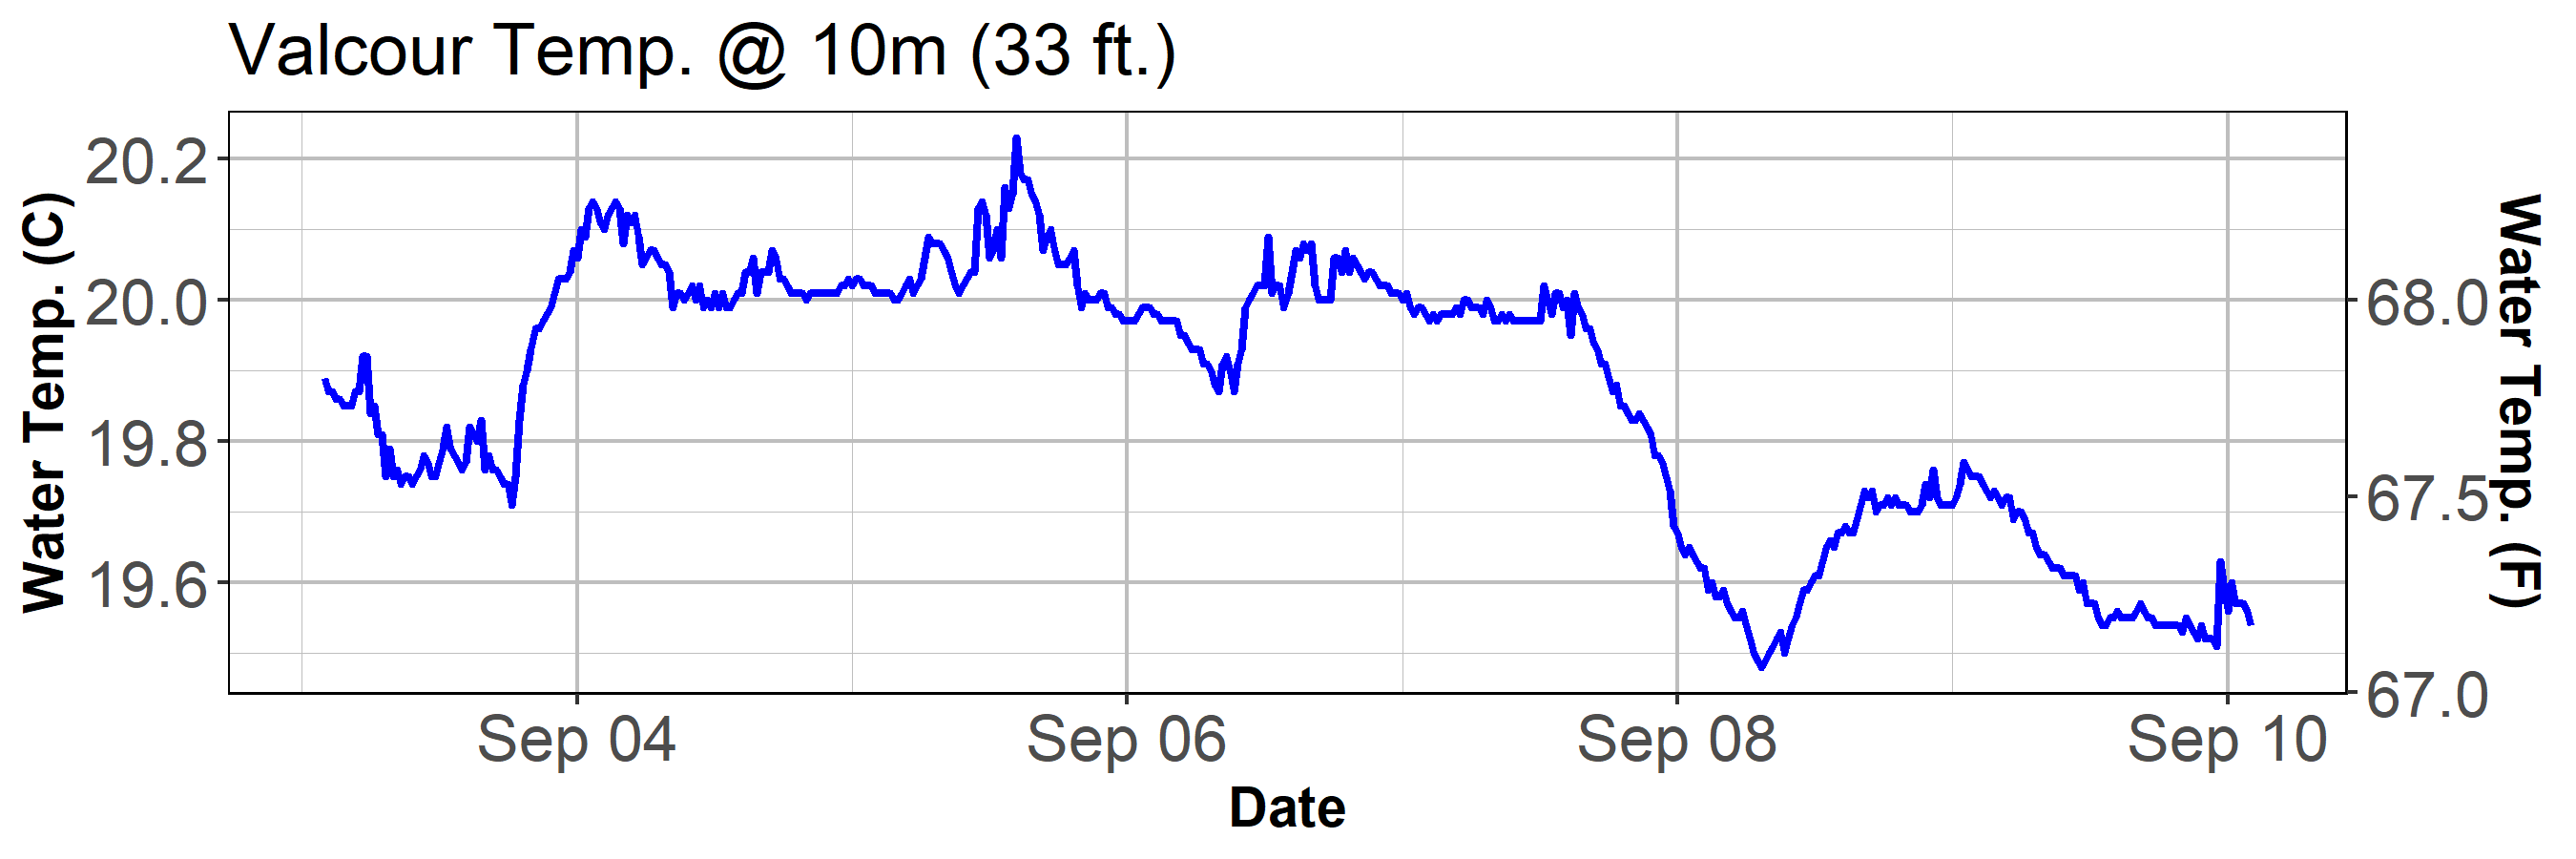 Valcour Temp. @ 10m (33 ft.)
Water Temp. (C)
20.2
20.0
19.8
19.6
Water Temp. (F)
68.0
67.5
67.0
Sep 04
Sep 06
Sep 08
Sep 10
Date